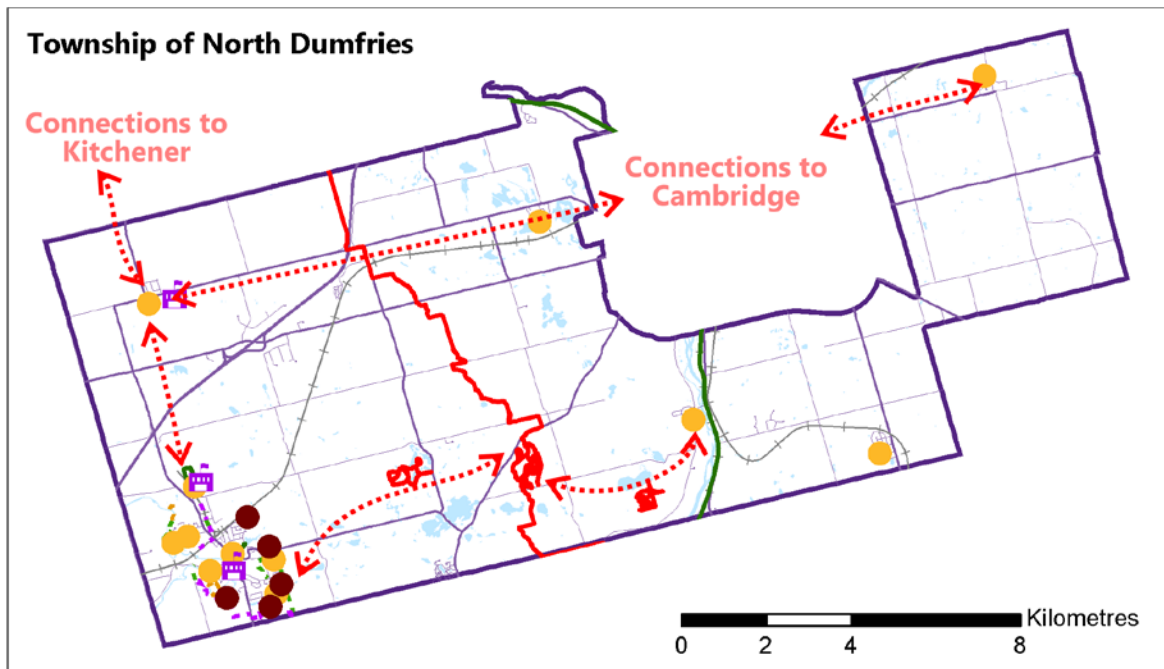 Township of North Dumfries
Connections to
Kitchener
Connections to
Cambridge
Kilometres
0 2 4 8